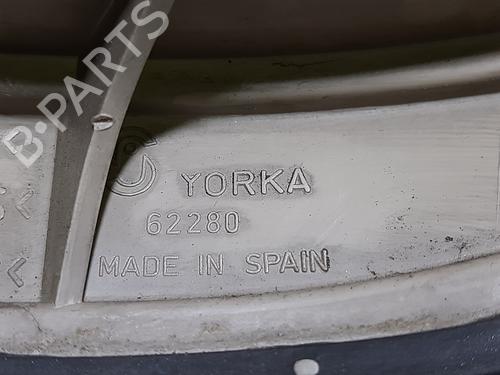 B-PARTS
YORKA
62280
MADE IN SPAIN
S<
<